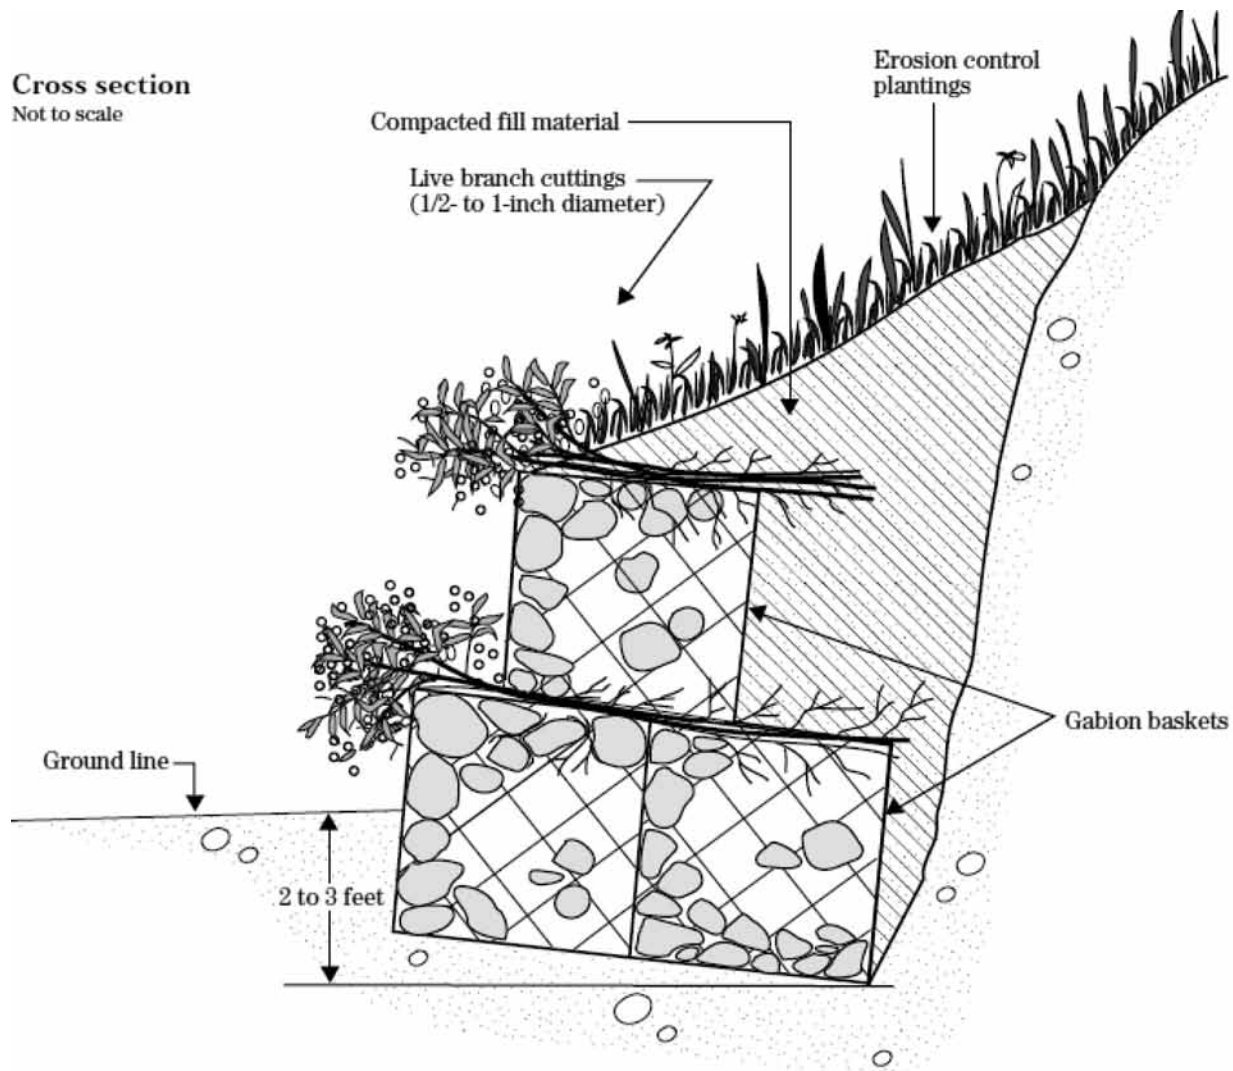 Cross section
Not to scale
Erosion control
plantings
Compacted fill material
Live branch cuttings
(1/2- to 1-inch diameter)
Gabion baskets
Ground line
2 to 3 feet